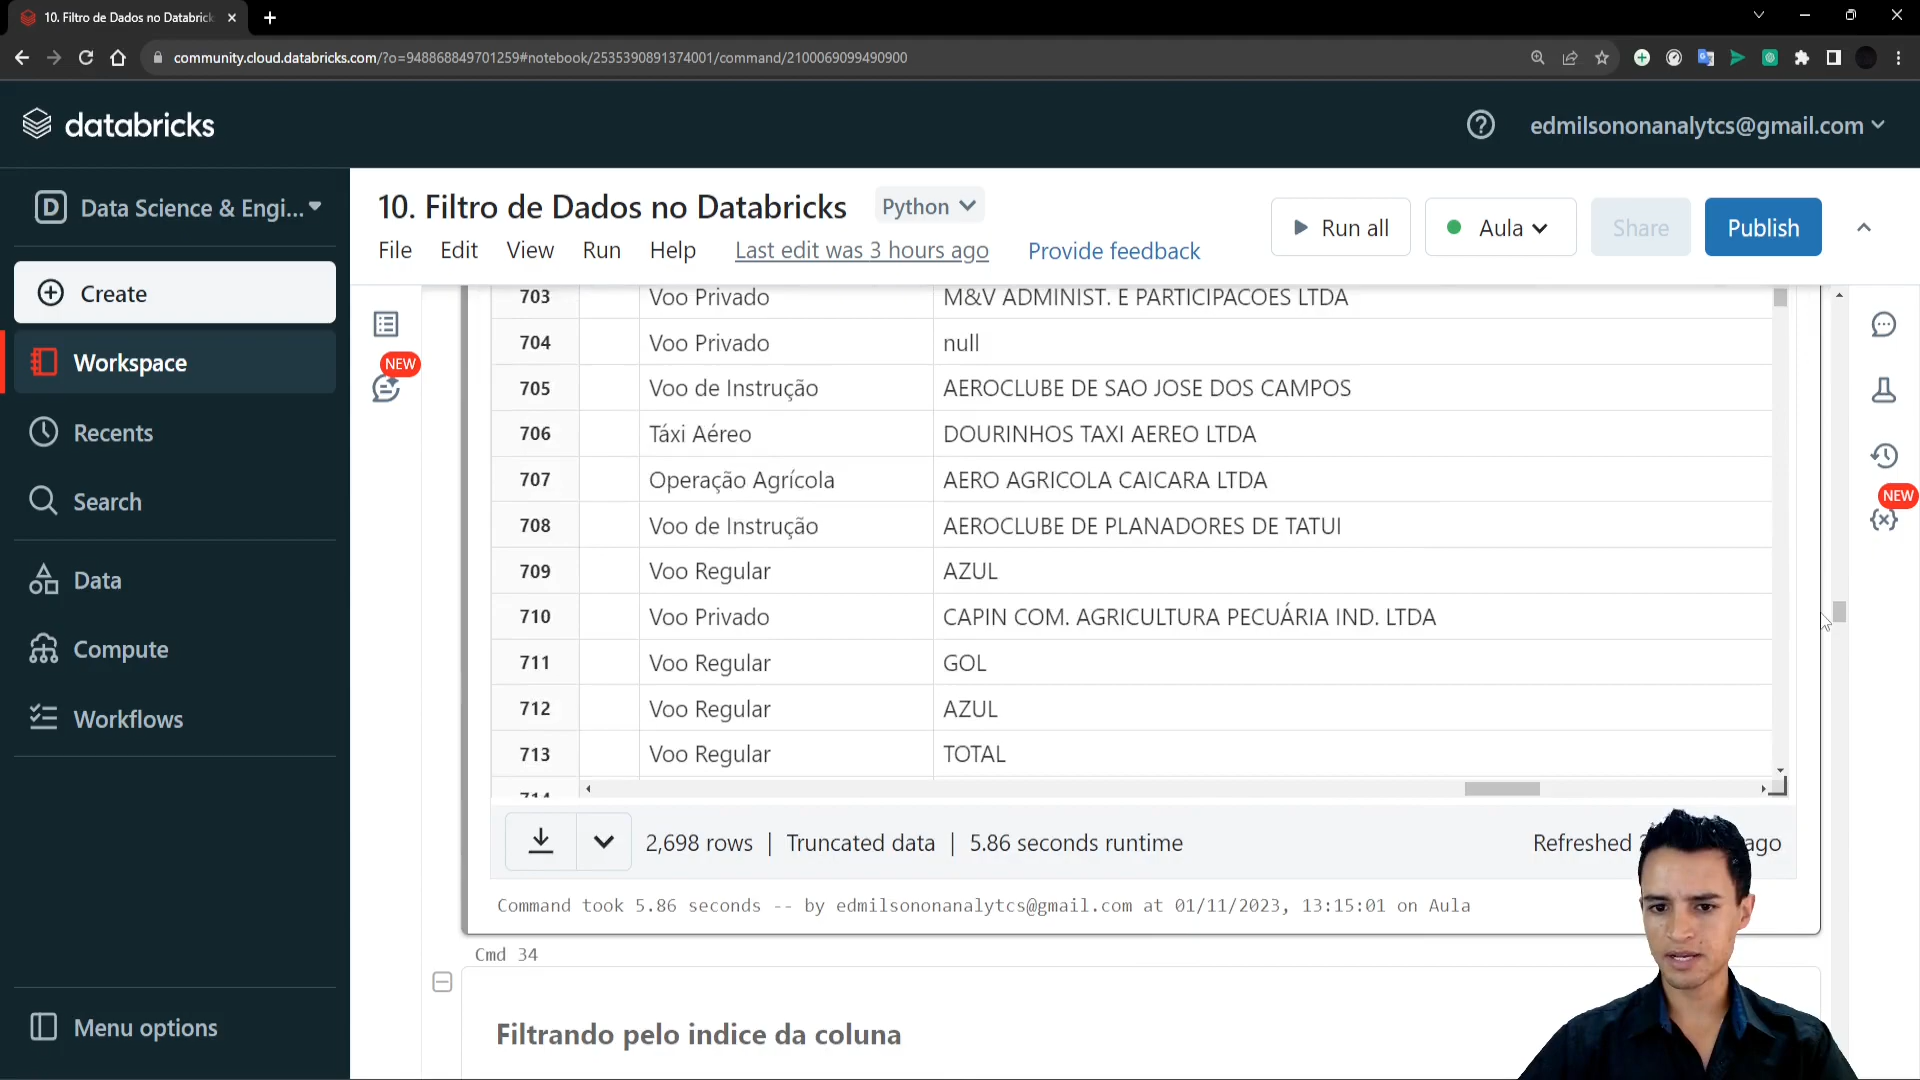 10. Filtro de Dados no Databrick
community.cloud.databricks.com/?o=948868849701259#notebook/2535390891374001/command/2100069099490900
databricks
edmilsononanalytcs@gmail.com
D Data Science & Engi...
10. Filtro de Dados no Databricks
Python
Run all
Aula
Share
Publish
File Edit View Run Help Last edit was 3 hours ago Provide feedback
Create
Workspace
Recents
Search
Data
Compute
Workflows
Menu options
NEW
NEW
703 Voo Privado M&V ADMINIST. E PARTICIPACOES LTDA
704 Voo Privado null
705 Voo de Instrução AEROCLUBE DE SAO JOSE DOS CAMPOS
706 Táxi Aéreo DOURINHOS TAXI AEREO LTDA
707 Operação Agrícola AERO AGRICOLA CAICARA LTDA
708 Voo de Instrução AEROCLUBE DE PLANADORES DE TATUI
709 Voo Regular AZUL
710 Voo Privado CAPIN COM. AGRICULTURA PECUÁRIA IND. LTDA
711 Voo Regular GOL
712 Voo Regular AZUL
713 Voo Regular TOTAL
2,698 rows | Truncated data | 5.86 seconds runtime
Refreshed ago
Command took 5.86 seconds -- by edmilsononanalytcs@gmail.com at 01/11/2023, 13:15:01 on Aula
Cmd 34
Filtrando pelo indice da coluna